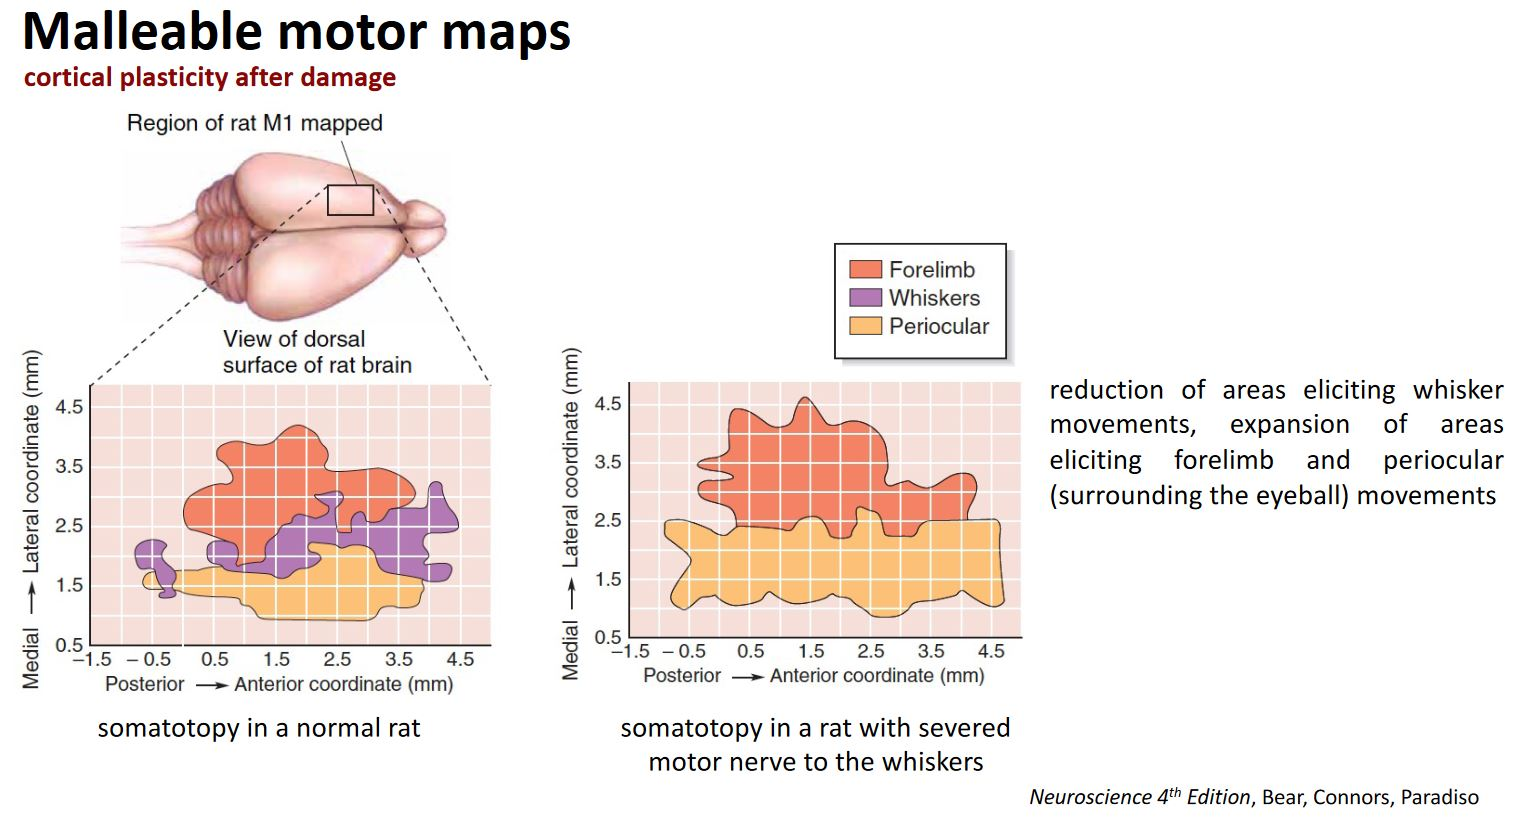 Malleable motor maps
cortical plasticity after damage
Region of rat M1 mapped
View of dorsal
surface of rat brain
Lateral coordinate (mm)
Medial
4.5
3.5
2.5
1.5
0.5
−1.5 − 0.5 0.5 1.5 2.5 3.5 4.5
Posterior → Anterior coordinate (mm)
somatotopy in a normal rat
Forelimb
Whiskers
Periocular
Lateral coordinate (mm)
Medial
4.5
3.5
2.5
1.5
0.5
−1.5 − 0.5 0.5 1.5 2.5 3.5 4.5
Posterior → Anterior coordinate (mm)
somatotopy in a rat with severed
motor nerve to the whiskers
reduction of areas eliciting whisker
movements, expansion of areas
eliciting forelimb and periocular
(surrounding the eyeball) movements
Neuroscience 4th Edition, Bear, Connors, Paradiso